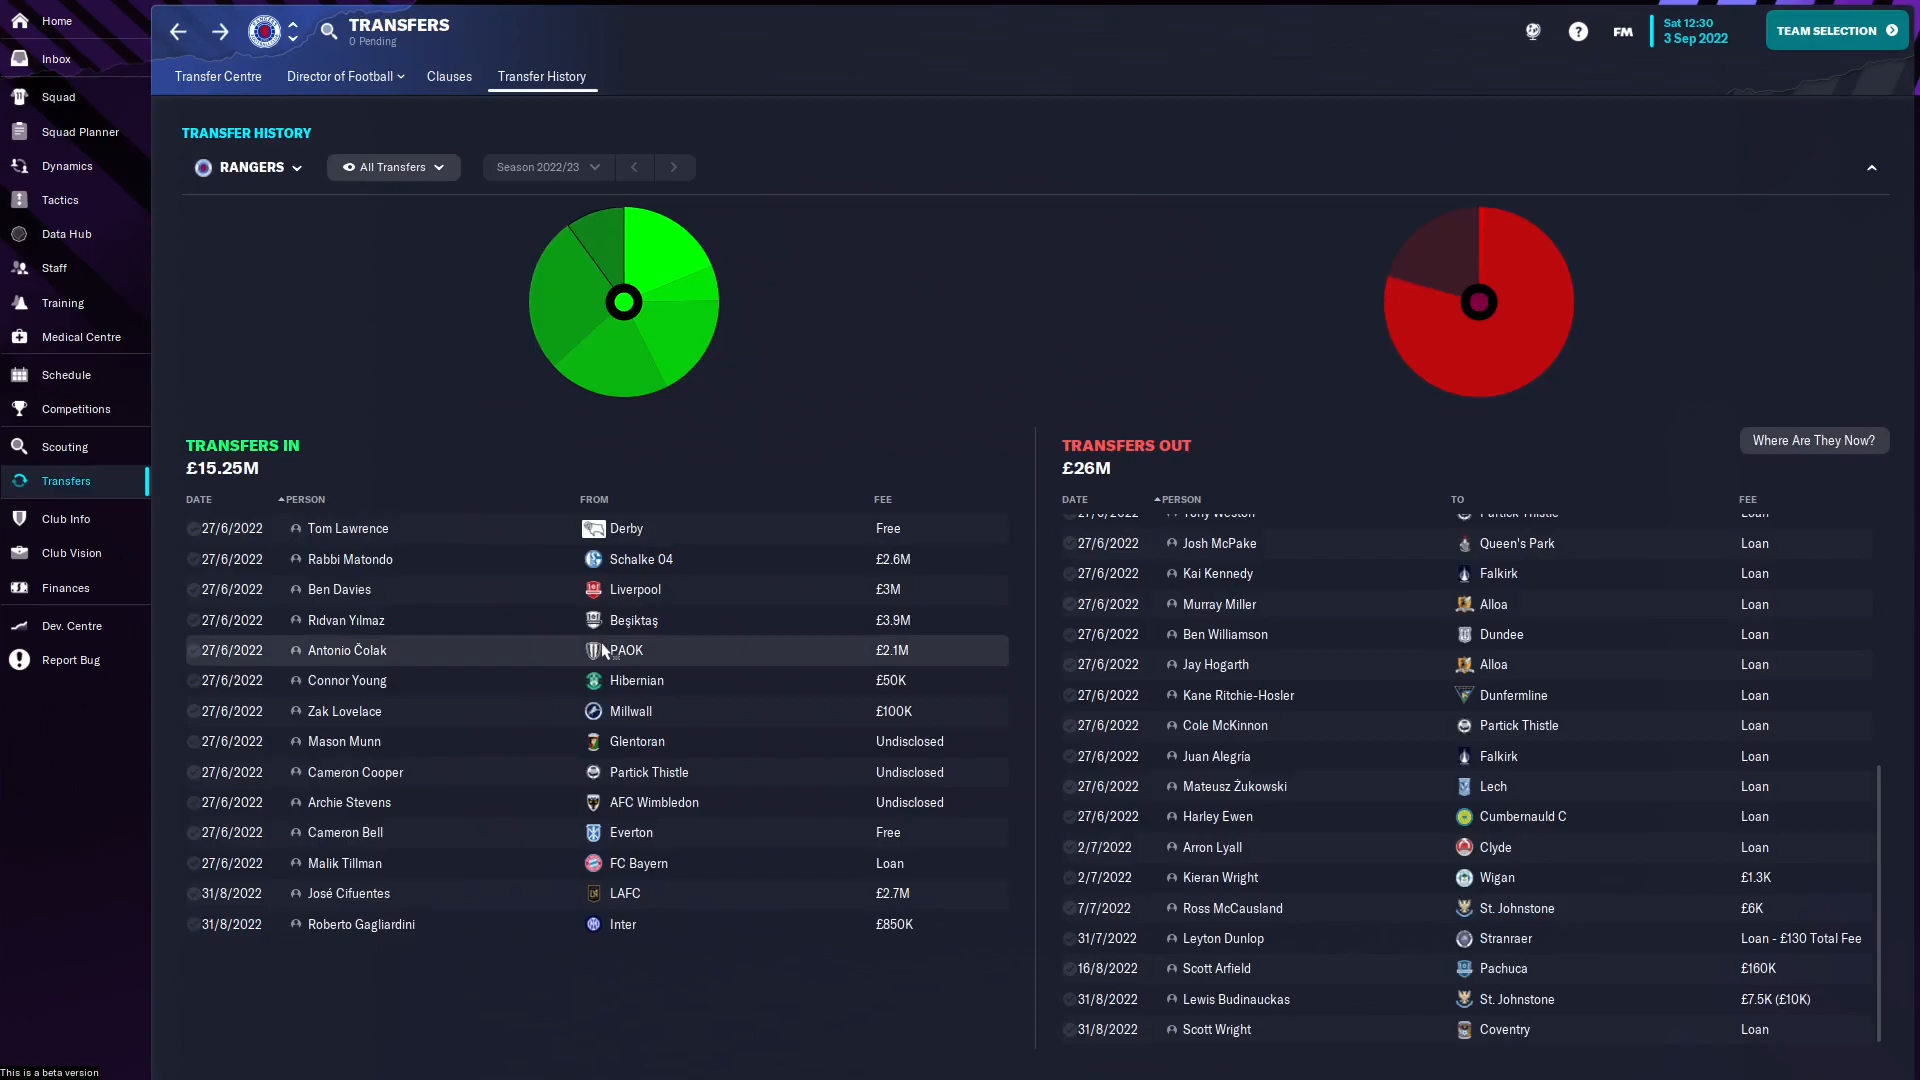 Home
Inbox
Squad
Squad Planner
Dynamics
Tactics
Data Hub
Staff
Training
Medical Centre
Schedule
Competitions
Scouting
Transfers
Club Info
Club Vision
Finances
Dev. Centre
Report Bug
This is a beta version
TRANSFERS
0 Pending
? FM Sat 12:30
3 Sep 2022
TEAM SELECTION
Transfer Centre Director of Football Clauses Transfer History
TRANSFER HISTORY
RANGERS All Transfers Season 2022/23
TRANSFERS IN
£15.25M
DATE PERSON FROM FEE
27/6/2022 Tom Lawrence Derby Free
27/6/2022 Rabbi Matondo Schalke 04 £2.6M
27/6/2022 Ben Davies Liverpool £3M
27/6/2022 Rıdvan Yılmaz Beşiktaş £3.9M
27/6/2022 Antonio Čolak PAOK £2.1M
27/6/2022 Connor Young Hibernian £50K
27/6/2022 Zak Lovelace Millwall £100K
27/6/2022 Mason Munn Glentoran Undisclosed
27/6/2022 Cameron Cooper Partick Thistle Undisclosed
27/6/2022 Archie Stevens AFC Wimbledon Undisclosed
27/6/2022 Cameron Bell Everton Free
27/6/2022 Malik Tillman FC Bayern Loan
31/8/2022 José Cifuentes LAFC £2.7M
31/8/2022 Roberto Gagliardini Inter £850K
TRANSFERS OUT
£26M
Where Are They Now?
DATE PERSON TO FEE
27/6/2022 Tony Weston Partick Thistle Loan
27/6/2022 Josh McPake Queen's Park Loan
27/6/2022 Kai Kennedy Falkirk Loan
27/6/2022 Murray Miller Alloa Loan
27/6/2022 Ben Williamson Dundee Loan
27/6/2022 Jay Hogarth Alloa Loan
27/6/2022 Kane Ritchie-Hosler Dunfermline Loan
27/6/2022 Cole McKinnon Partick Thistle Loan
27/6/2022 Juan Alegría Falkirk Loan
27/6/2022 Mateusz Żukowski Lech Loan
27/6/2022 Harley Ewen Cumbernauld C Loan
2/7/2022 Arron Lyall Clyde Loan
2/7/2022 Kieran Wright Wigan £1.3K
7/7/2022 Ross McCausland St. Johnstone £6K
31/7/2022 Leyton Dunlop Stranraer Loan - £130 Total Fee
16/8/2022 Scott Arfield Pachuca £160K
31/8/2022 Lewis Budinauckas St. Johnstone £7.5K (£10K)
31/8/2022 Scott Wright Coventry Loan